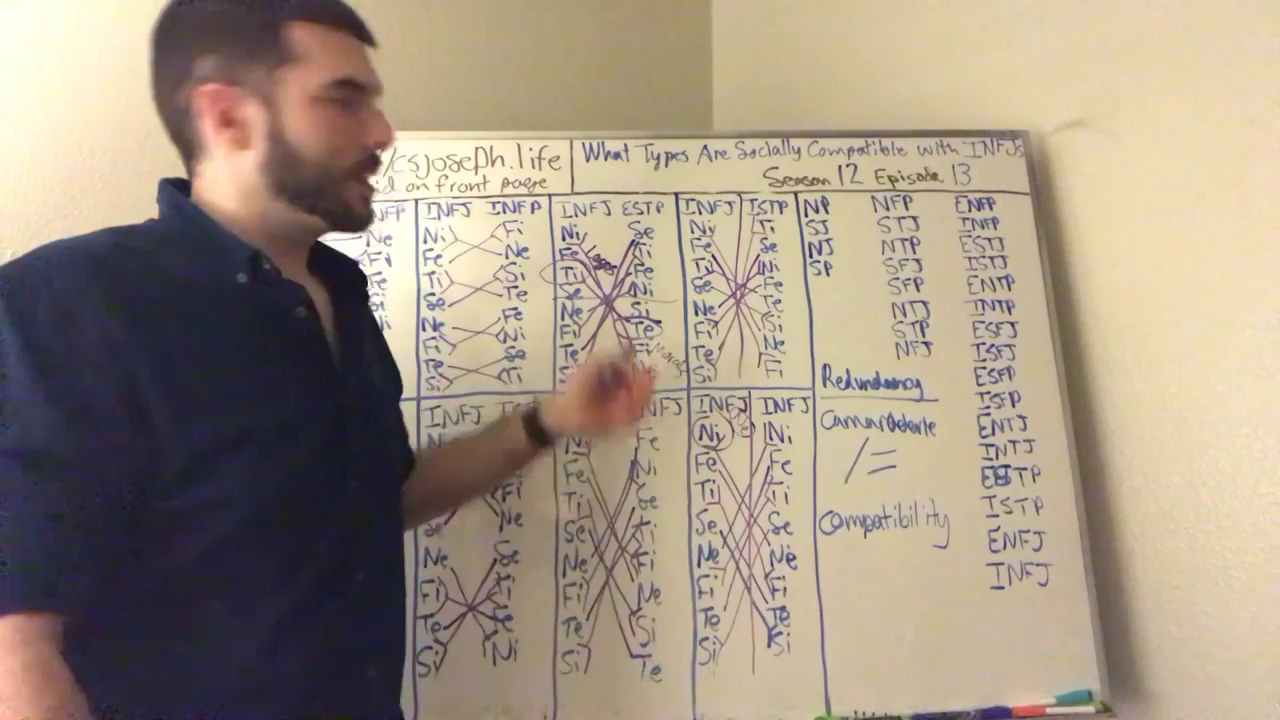 /csjoseph.life
id on front page
What Types Are Socially Compatible with INFJs
Season 12 Episode 13
NFP
Ne
Fi
Te
Si
Ni
INFJ INFP
Ni Fi
Fe Ne
Ti Si
Se Te
Ne Fe
Fi Ni
Te Se
Si Ti
INFJ ESTP
Ni Se
Fe Ti
Ti Fe
Fe Ni
Ne Si
Fi Te
Te Fi
INFJ ISTP
Ni Ti
Fe Se
Ti Ni
Se Fe
Ne Te
Fi Si
Te Ne
Si Fi
NP NFP ENFP
SJ STJ INFP
NJ NTP ESTJ
SP SFJ ISTJ
SFP ENTP
NTJ INTP
STP ESFJ
NFJ ISFJ
ESFP
ISFP
ENTJ
INTJ
ESTP
ISTP
ENFJ
INFJ
Redundancy
Camaraderie
/=
Compatibility
INFJ
Se
Ne Se
Fi
Te
Si Ni
Fi
Ne
NFJ
Fe
Fe Ni
Ti Se
Se Ti
Ne Fi
Fi Ne
Te Si
Si Te
INFJ INFJ
Ni Ni
Fe Fe
Ti Ti
Se Se
Ne Ne
Fi Fi
Te Te
Si Si